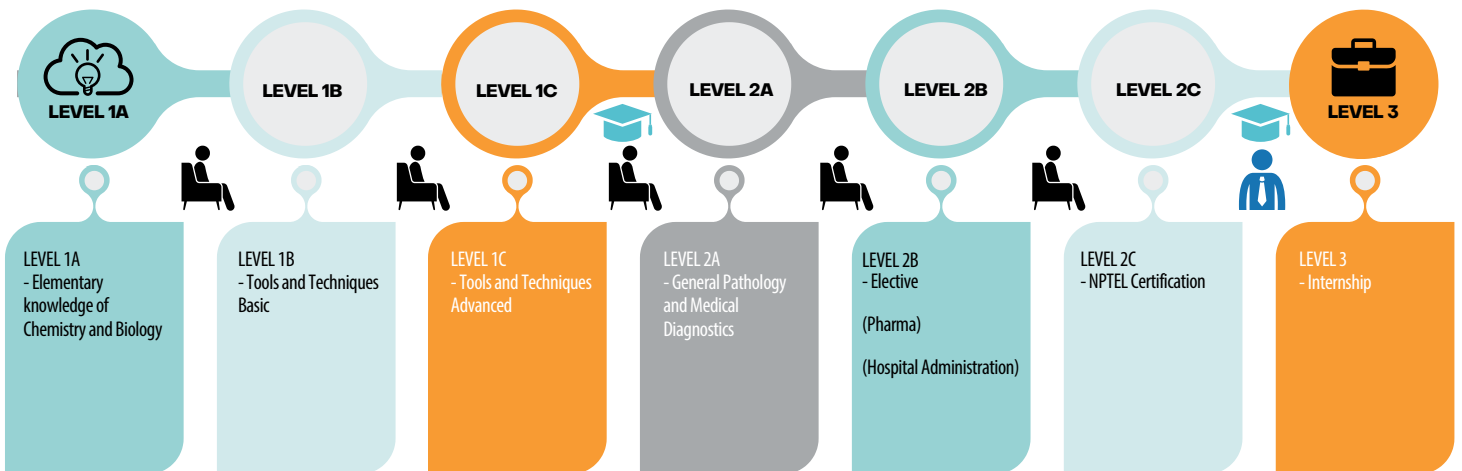 LEVEL 1A
LEVEL 1B
LEVEL 1C
LEVEL 2A
LEVEL 2B
LEVEL 2C
LEVEL 3
LEVEL 1A
- Elementary
knowledge of
Chemistry and Biology
LEVEL 1B
- Tools and Techniques
Basic
LEVEL 1C
- Tools and Techniques
Advanced
LEVEL 2A
- General Pathology
and Medical
Diagnostics
LEVEL 2B
- Elective
(Pharma)
(Hospital Administration)
LEVEL 2C
- NPTEL Certification
LEVEL 3
- Internship